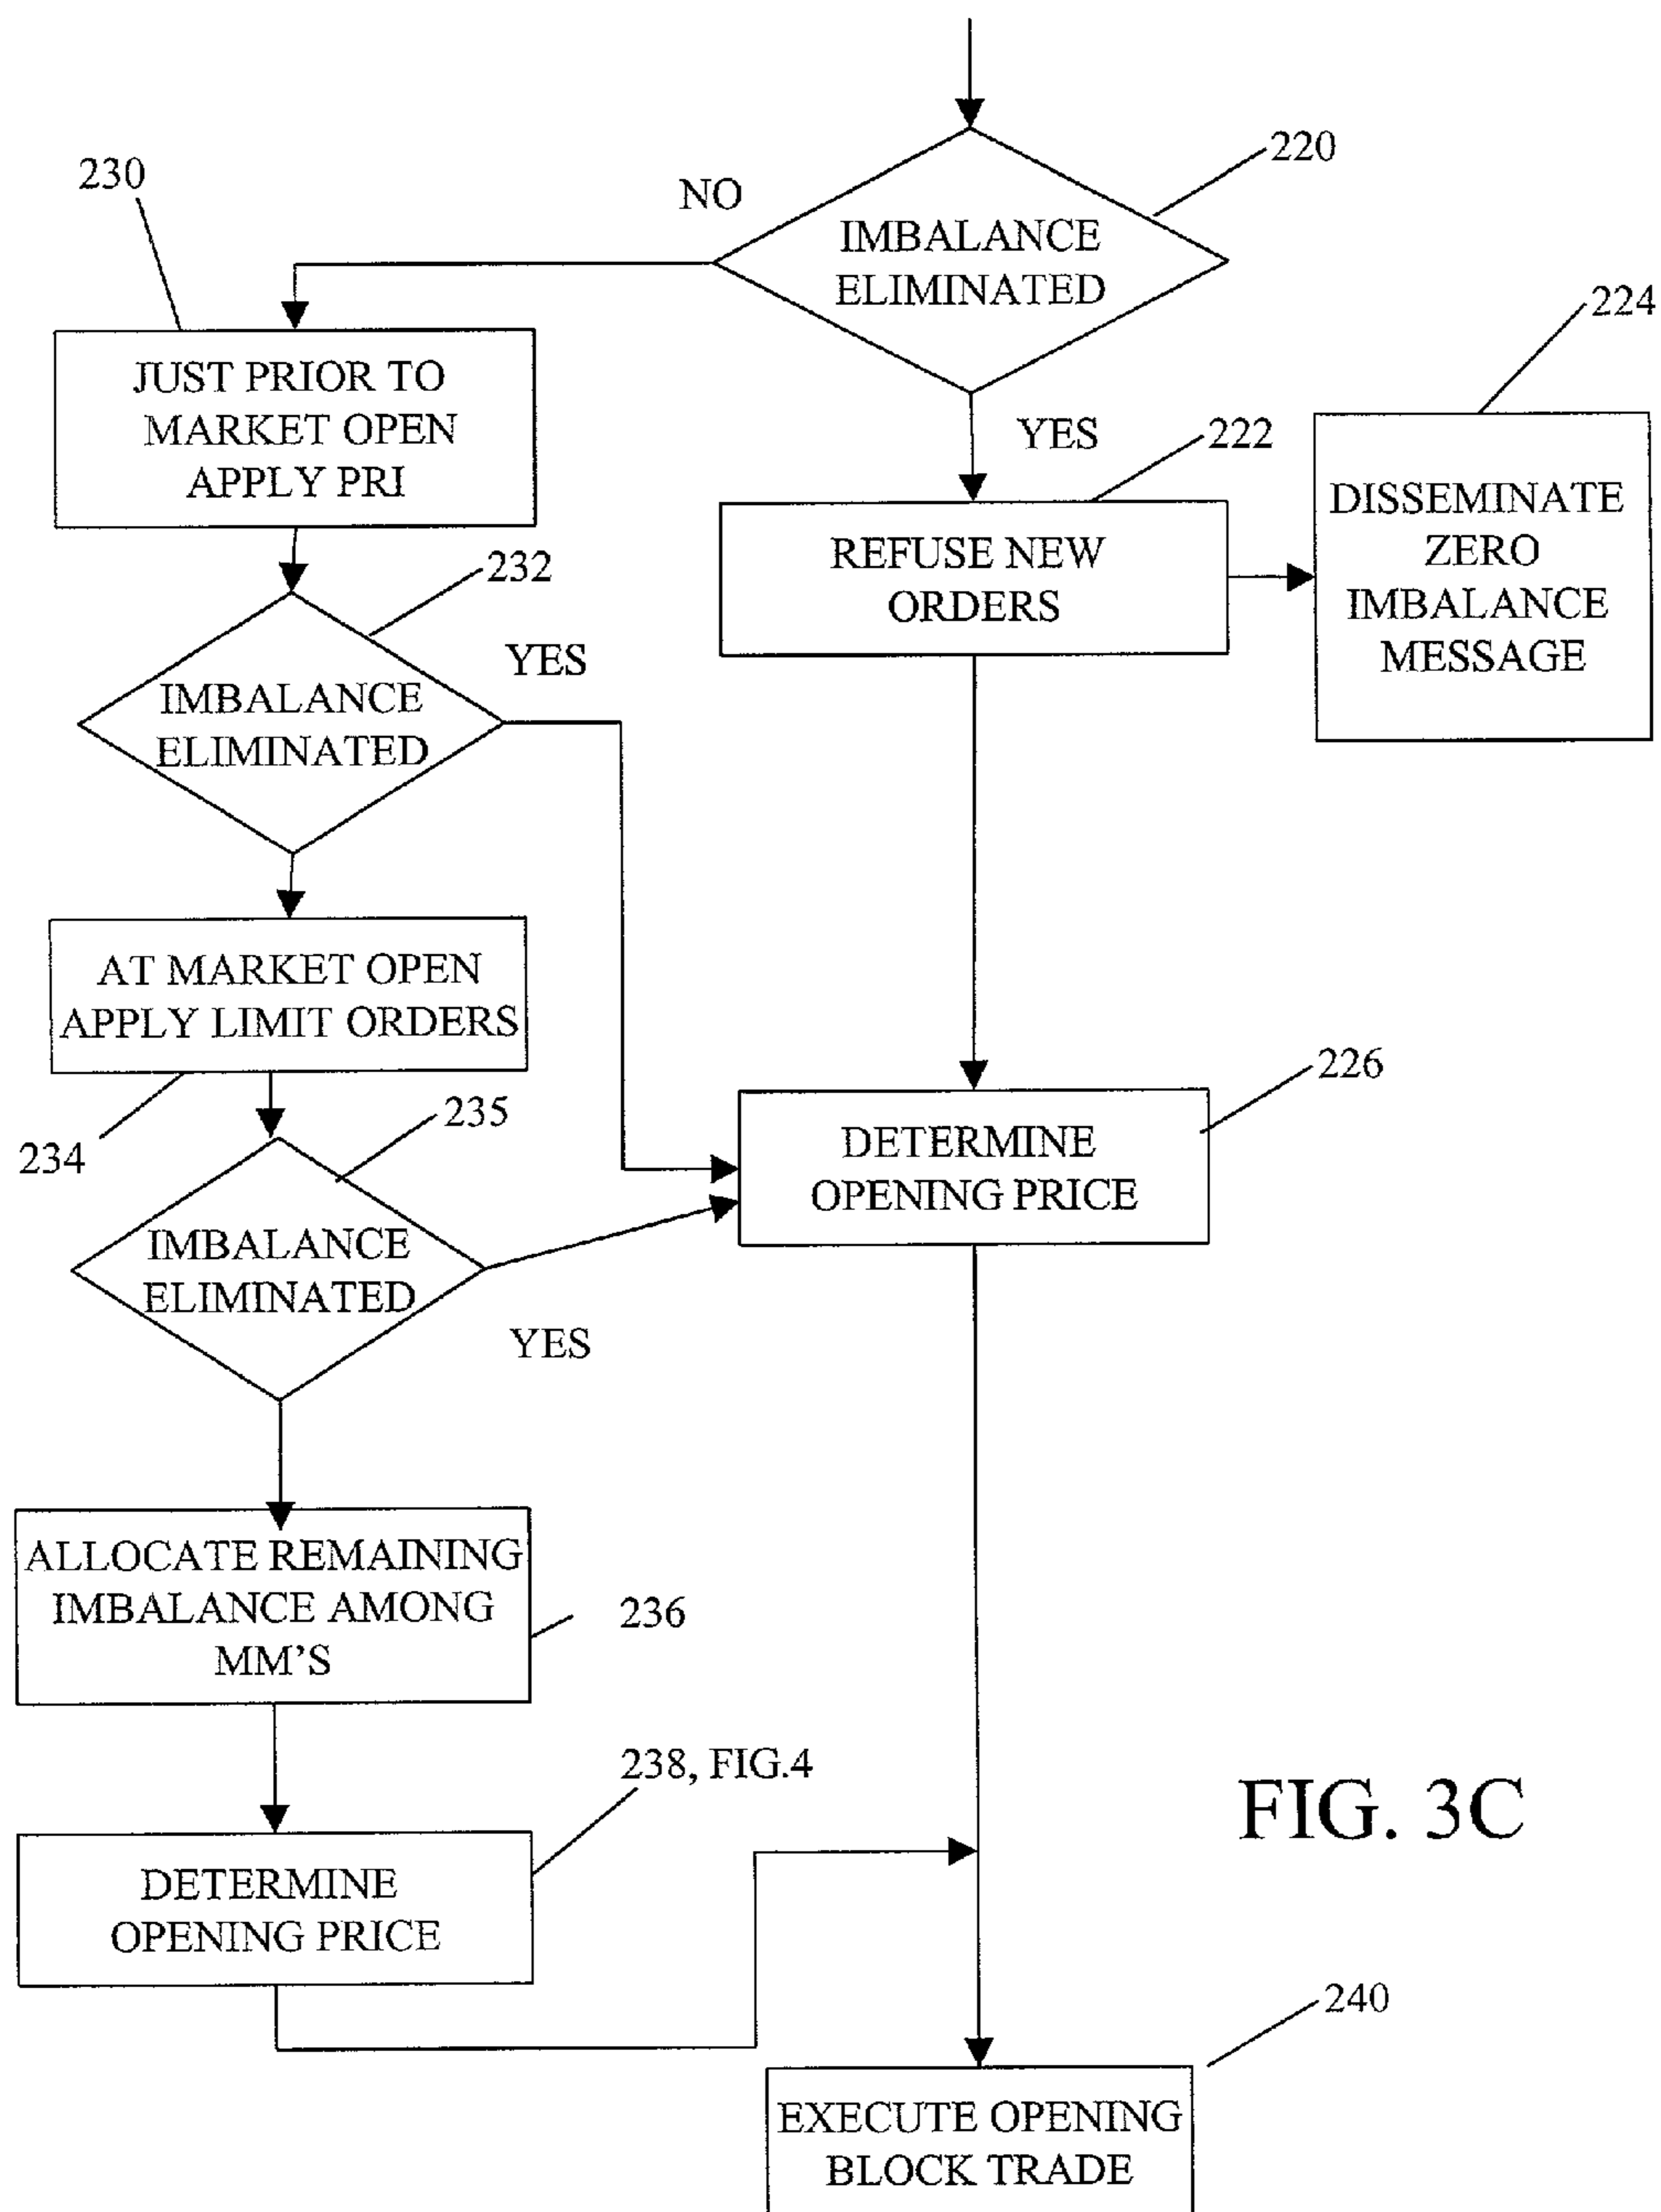 220
230
NO
IMBALANCE
ELIMINATED
224
JUST PRIOR TO
MARKET OPEN
APPLY PRI
YES
222
DISSEMINATE
ZERO
IMBALANCE
MESSAGE
REFUSE NEW
ORDERS
232
YES
IMBALANCE
ELIMINATED
AT MARKET OPEN
APPLY LIMIT ORDERS
226
235
234
DETERMINE
OPENING PRICE
IMBALANCE
ELIMINATED
YES
ALLOCATE REMAINING
IMBALANCE AMONG
MM'S
236
238, FIG.4
FIG. 3C
DETERMINE
OPENING PRICE
240
EXECUTE OPENING
BLOCK TRADE